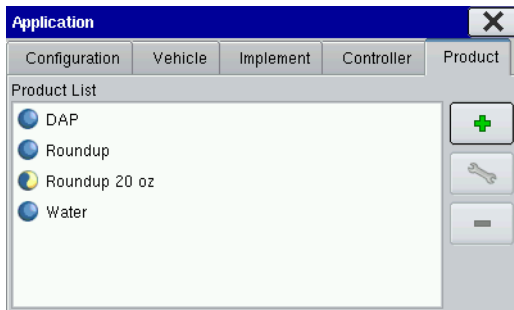 Application
Configuration Vehicle Implement Controller Product
Product List
DAP
Roundup
Roundup 20 oz
Water